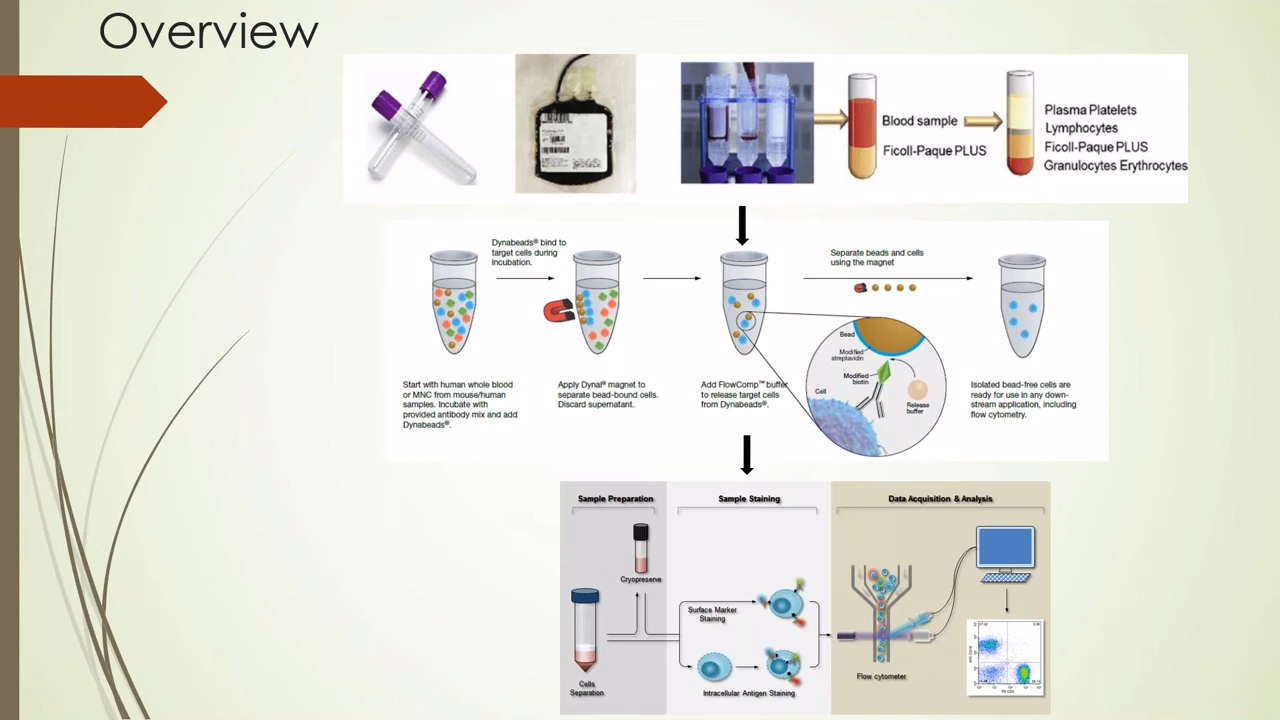 Overview
Blood sample
Ficoll-Paque PLUS
Plasma Platelets
Lymphocytes
Ficoll-Paque PLUS
Granulocytes Erythrocytes
Dynabeads® bind to
target cells during
incubation.
Separate beads and cells
using the magnet
Bead
Modified
streptavidin
Modified
biotin
Cell
Release
buffer
Start with human whole blood
or MNC from mouse/human
samples. Incubate with
provided antibody mix and add
Dynabeads®.
Apply Dynal® magnet to
separate bead-bound cells.
Discard supernatant.
Add FlowComp™ buffer
to release target cells
from Dynabeads®.
Isolated bead-free cells are
ready for use in any down-
stream application, including
flow cytometry.
Sample Preparation
Sample Staining
Data Acquisition & Analysis
Cryopreserve
Surface Marker
Staining
Cells
Separation
Intracellular Antigen Staining
Flow cytometer